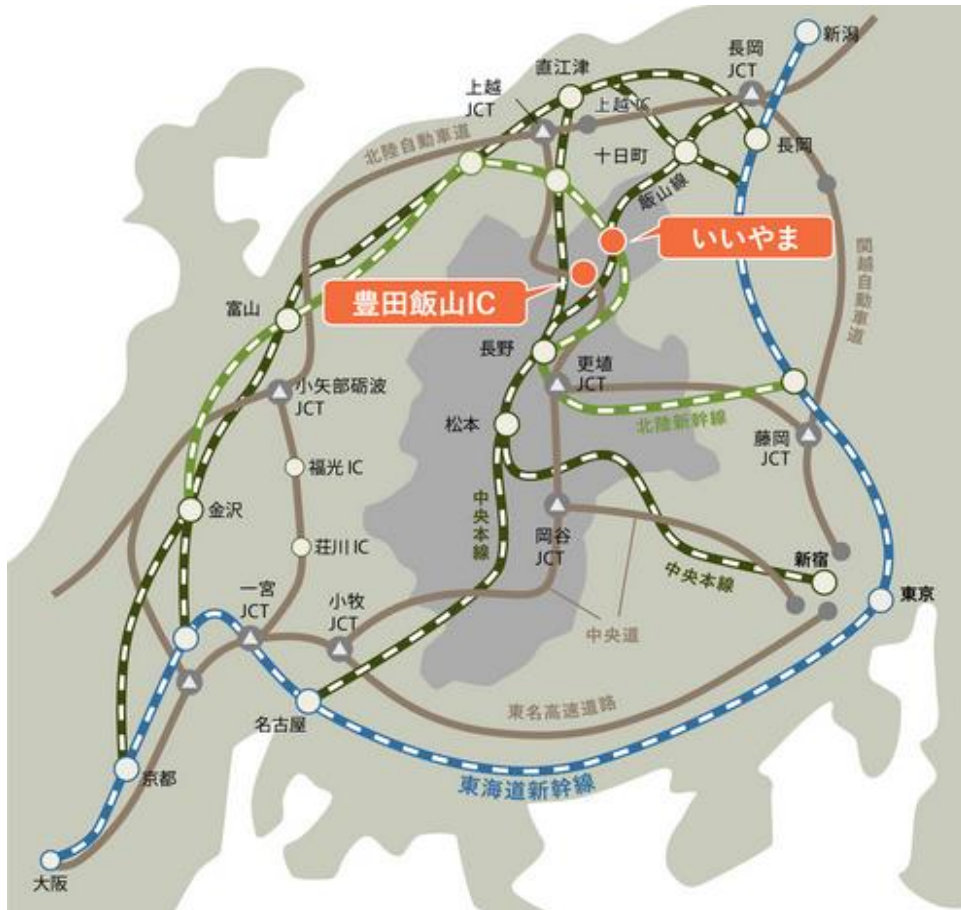 新潟
長岡
JCT
直江津
上越
JCT
上越IC
北陸自動車道
十日町
長岡
飯山線
いいやま
関越自動車道
豊田飯山IC
富山
長野
更埴
JCT
小矢部砺波
JCT
北陸新幹線
松本
藤岡
JCT
福光IC
中央本線
金沢
岡谷
JCT
荘川IC
中央本線
新宿
一宮
JCT
小牧
JCT
東京
中央道
東名高速道路
名古屋
京都
東海道新幹線
大阪